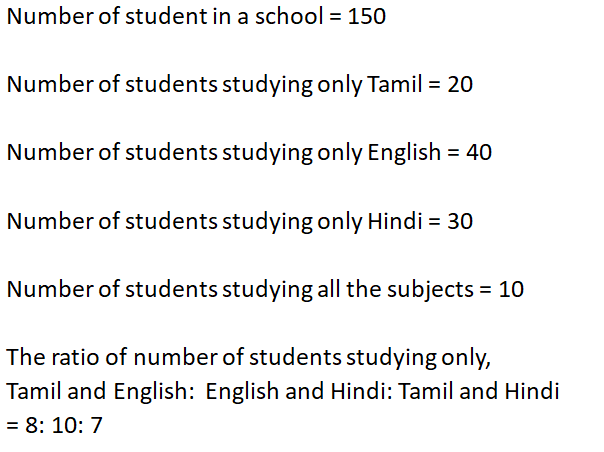 Number of student in a school = 150
Number of students studying only Tamil = 20
Number of students studying only English = 40
Number of students studying only Hindi = 30
Number of students studying all the subjects = 10
The ratio of number of students studying only,
Tamil and English:  English and Hindi: Tamil and Hindi
= 8: 10: 7